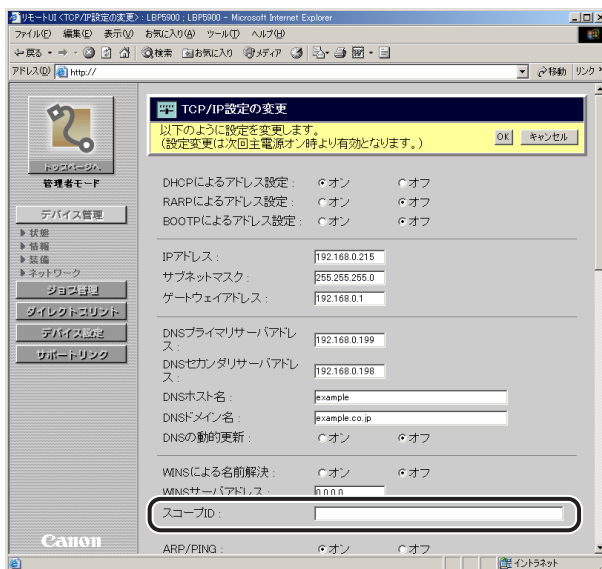 リモートUI <TCP/IP設定の変更> : LBP5900 ; LBP5900 - Microsoft Internet Explorer
ファイル(F) 編集(E) 表示(V) お気に入り(A) ツール(T) ヘルプ(H)
戻る 検索 お気に入り メディア
アドレス(D) http:// 移動 リンク
トップページへ
管理者モード
デバイス管理
状態
情報
装備
ネットワーク
ジョブ管理
ダイレクトプリント
デバイス設定
サポートリンク
Canon
TCP/IP設定の変更
以下のように設定を変更します。
(設定変更は次回主電源オン時より有効となります。)
OK キャンセル
DHCPによるアドレス設定 : オン オフ
RARPによるアドレス設定 : オン オフ
BOOTPによるアドレス設定 : オン オフ
IPアドレス : 192.168.0.215
サブネットマスク : 255.255.255.0
ゲートウェイアドレス : 192.168.0.1
DNSプライマリサーバアドレ
ス : 192.168.0.199
DNSセカンダリサーバアドレ
ス : 192.168.0.198
DNSホスト名 : example
DNSドメイン名 : example.co.jp
DNSの動的更新 : オン オフ
WINSによる名前解決 : オン オフ
WINSサーバアドレス : 0.0.0.0
スコープID :
ARP/PING : オン オフ
イントラネット